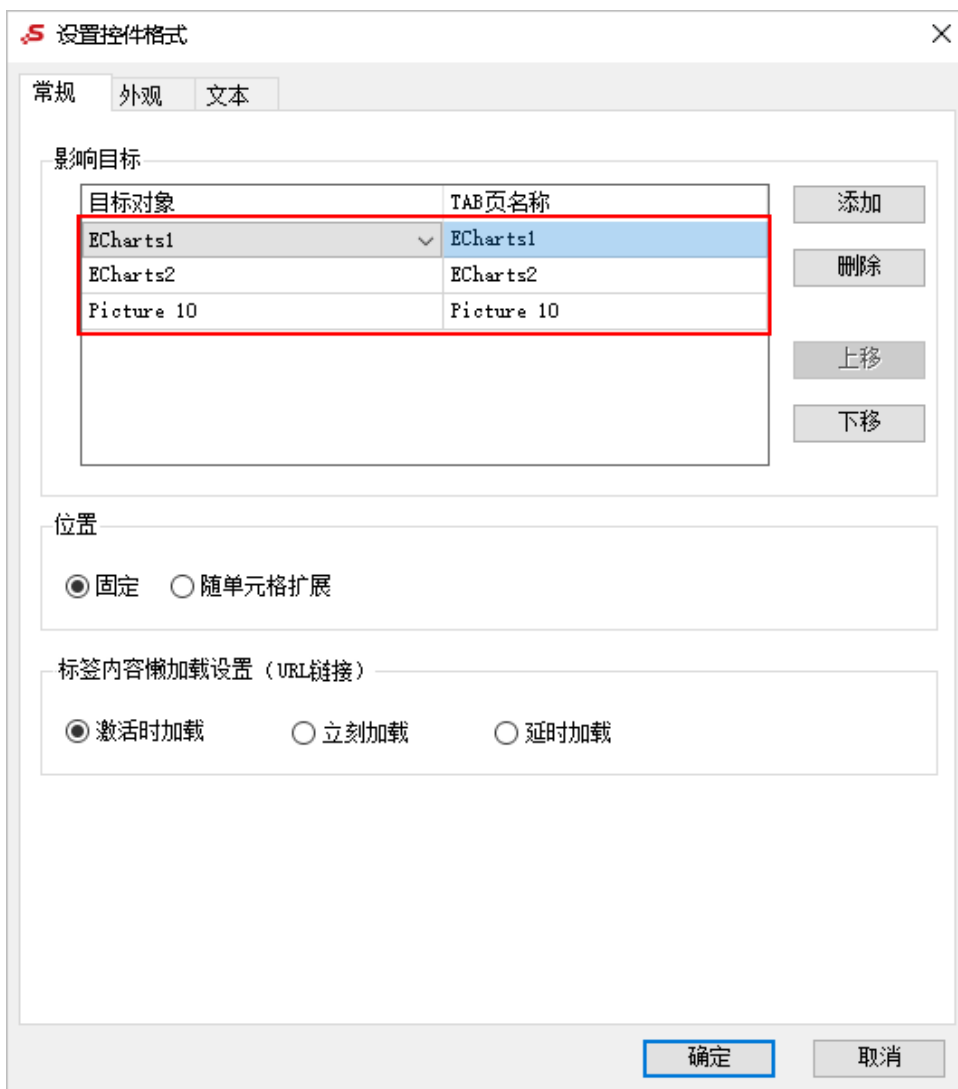 设置控件格式
常规 外观 文本
影响目标
目标对象 TAB页名称 添加
ECharts1 ECharts1
ECharts2 ECharts2 删除
Picture 10 Picture 10
上移
下移
位置
固定 随单元格扩展
标签内容懒加载设置（URL链接）
激活时加载 立刻加载 延时加载
确定 取消